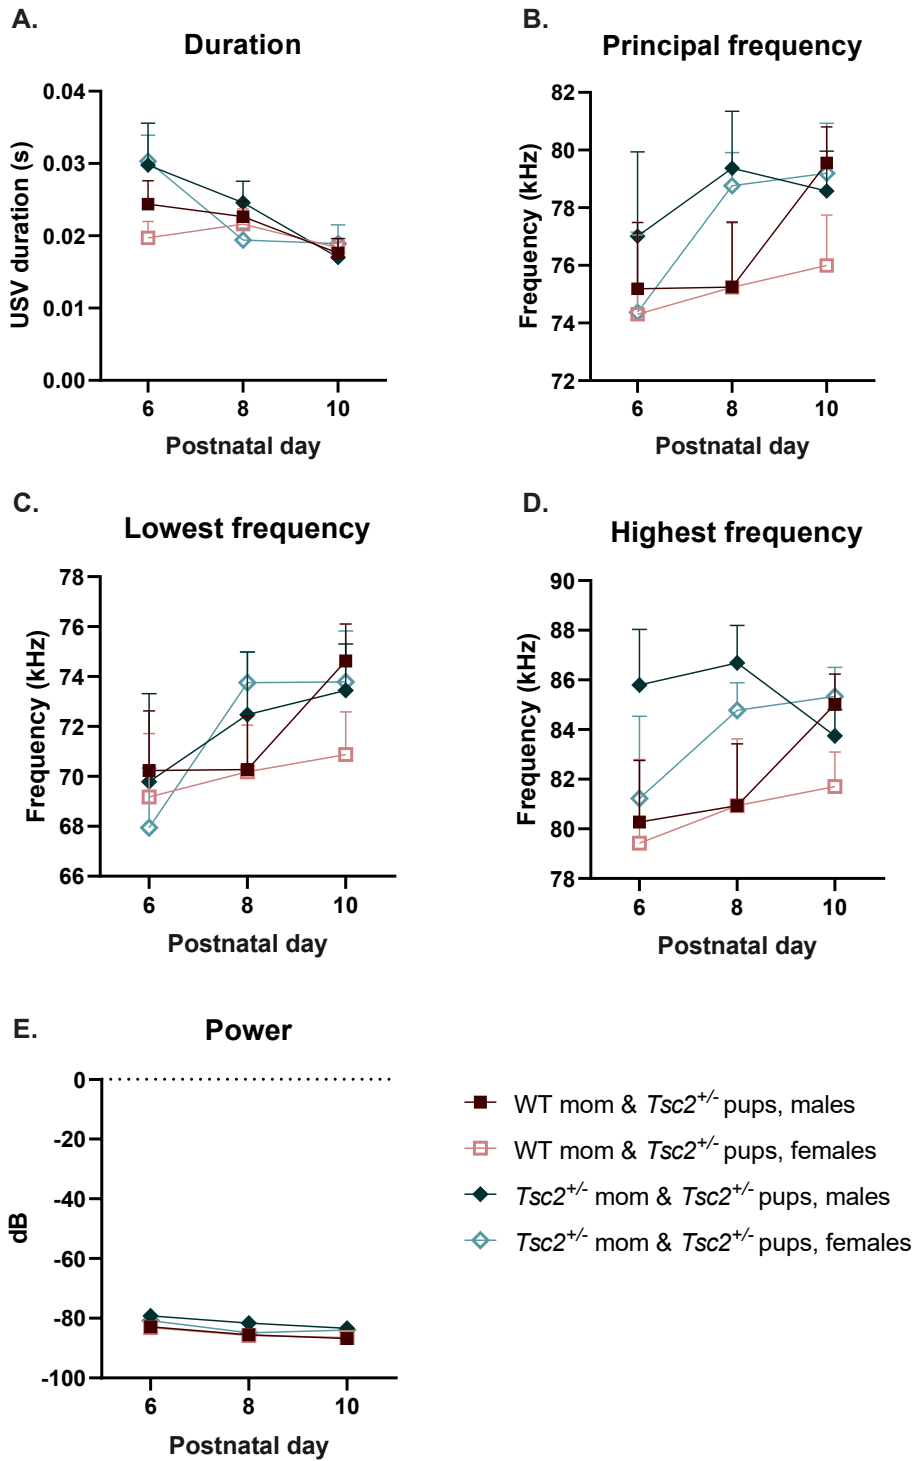 A.
Duration
0.04
0.03
0.02
0.01
0.00
USV duration (s)
6 8 10
Postnatal day
B.
Principal frequency
82
80
78
76
74
72
Frequency (kHz)
6 8 10
Postnatal day
C.
Lowest frequency
78
76
74
72
70
68
66
Frequency (kHz)
6 8 10
Postnatal day
D.
Highest frequency
90
88
86
84
82
80
78
Frequency (kHz)
6 8 10
Postnatal day
E.
Power
0
-20
-40
-60
-80
-100
dB
6 8 10
Postnatal day
WT mom & Tsc2+/- pups, males
WT mom & Tsc2+/- pups, females
Tsc2+/- mom & Tsc2+/- pups, males
Tsc2+/- mom & Tsc2+/- pups, females